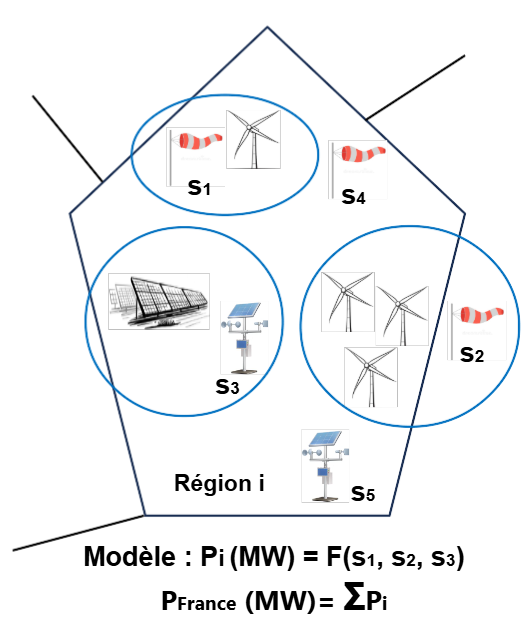 s1
s4
s3
s2
Région i
s5
Modèle : Pi (MW) = F(s1, s2, s3)
PFrance (MW) = ΣPi